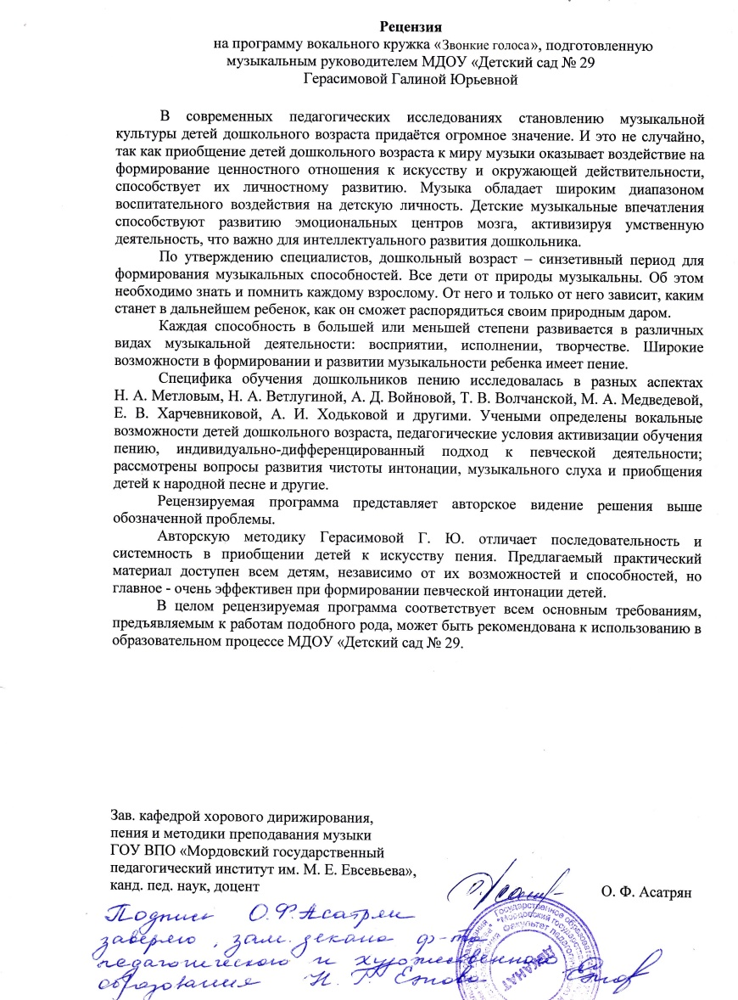 Рецензия
на программу вокального кружка «Звонкие голоса», подготовленную
музыкальным руководителем МДОУ «Детский сад № 29
Герасимовой Галиной Юрьевной
В современных педагогических исследованиях становлению музыкальной
культуры детей дошкольного возраста придаётся огромное значение. И это не случайно,
так как приобщение детей дошкольного возраста к миру музыки оказывает воздействие на
формирование ценностного отношения к искусству и окружающей действительности,
способствует их личностному развитию. Музыка обладает широким диапазоном
воспитательного воздействия на детскую личность. Детские музыкальные впечатления
способствуют развитию эмоциональных центров мозга, активизируя умственную
деятельность, что важно для интеллектуального развития дошкольника.
По утверждению специалистов, дошкольный возраст – синзетивный период для
формирования музыкальных способностей. Все дети от природы музыкальны. Об этом
необходимо знать и помнить каждому взрослому. От него и только от него зависит, каким
станет в дальнейшем ребенок, как он сможет распорядиться своим природным даром.
Каждая способность в большей или меньшей степени развивается в различных
видах музыкальной деятельности: восприятии, исполнении, творчестве. Широкие
возможности в формировании и развитии музыкальности ребенка имеет пение.
Специфика обучения дошкольников пению исследовалась в разных аспектах
Н. А. Метловым, Н. А. Ветлугиной, А. Д. Войновой, Т. В. Волчанской, М. А. Медведевой,
Е. В. Харчевниковой, А. И. Ходьковой и другими. Учеными определены вокальные
возможности детей дошкольного возраста, педагогические условия активизации обучения
пению, индивидуально-дифференцированный подход к певческой деятельности;
рассмотрены вопросы развития чистоты интонации, музыкального слуха и приобщения
детей к народной песне и другие.
Рецензируемая программа представляет авторское видение решения выше
обозначенной проблемы.
Авторскую методику Герасимовой Г. Ю. отличает последовательность и
системность в приобщении детей к искусству пения. Предлагаемый практический
материал доступен всем детям, независимо от их возможностей и способностей, но
главное - очень эффективен при формировании певческой интонации детей.
В целом рецензируемая программа соответствует всем основным требованиям,
предъявляемым к работам подобного рода, может быть рекомендована к использованию в
образовательном процессе МДОУ «Детский сад № 29.
Зав. кафедрой хорового дирижирования,
пения и методики преподавания музыки
ГОУ ВПО «Мордовский государственный
педагогический институт им. М. Е. Евсевьева»,
канд. пед. наук, доцент
О. Ф. Асатрян
Подпись О.Ф.Асатрян
заверяю, зам. декана ф-та
педагогического и художественного
образования Н. Г.
Государственное
Факультет
ДЕКАНАТ